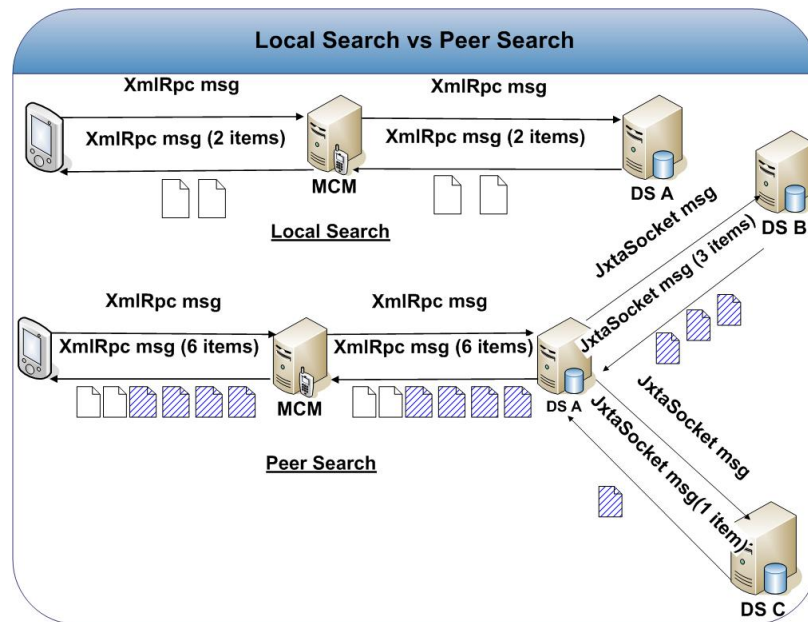 Local Search vs Peer Search
XmlRpc msg
XmlRpc msg
XmlRpc msg (2 items)
XmlRpc msg (2 items)
MCM
DS A
DS B
Local Search
JxtaSocket msg
JxtaSocket msg (3 items)
XmlRpc msg
XmlRpc msg
XmlRpc msg (6 items)
XmlRpc msg (6 items)
MCM
DS A
JxtaSocket msg
JxtaSocket msg(1 item)
Peer Search
DS C